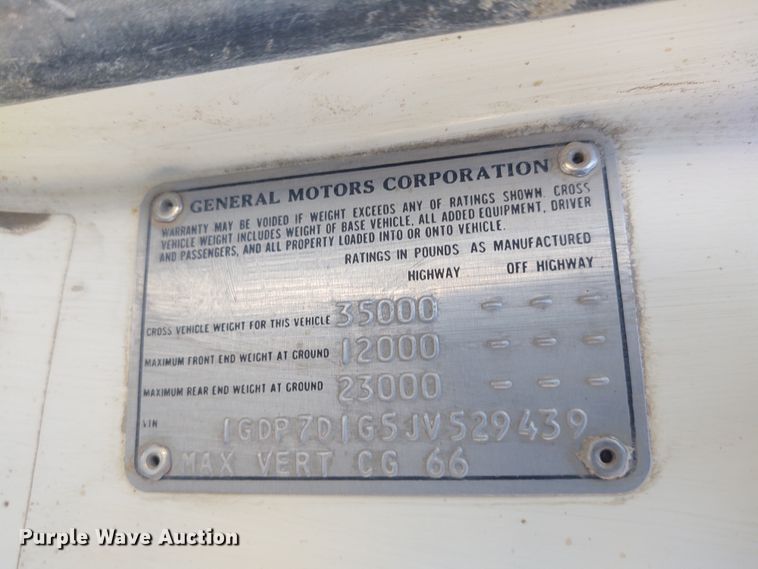 GENERAL MOTORS CORPORATION
WARRANTY MAY BE VOIDED IF WEIGHT EXCEEDS ANY OF RATINGS SHOWN. CROSS
VEHICLE WEIGHT INCLUDES WEIGHT OF BASE VEHICLE, ALL ADDED EQUIPMENT, DRIVER
AND PASSENGERS, AND ALL PROPERTY LOADED INTO OR ONTO VEHICLE.
RATINGS IN POUNDS AS MANUFACTURED
HIGHWAY OFF HIGHWAY
CROSS VEHICLE WEIGHT FOR THIS VEHICLE 35000 - - -
MAXIMUM FRONT END WEIGHT AT GROUND 12000 - - -
MAXIMUM REAR END WEIGHT AT GROUND 23000 - - -
VIN 1GDP7D1G5JV529439
MAX VERT CG 66
Purple Wave Auction